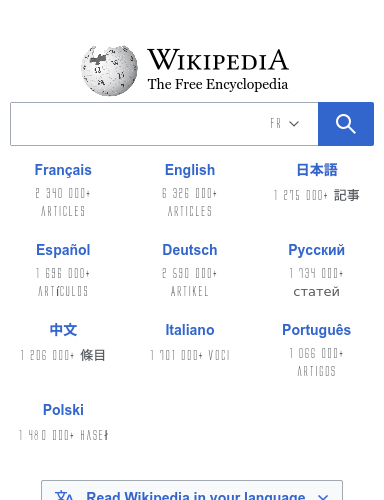 WIKIPEDIA
The Free Encyclopedia
FR
Français
2 340 000+
ARTICLES
English
6 326 000+
ARTICLES
日本語
1 275 000+ 記事
Español
1 696 000+
ARTÍCULOS
Deutsch
2 590 000+
ARTIKEL
Русский
1 734 000+
статей
中文
1 206 000+ 條目
Italiano
1 701 000+ VOCI
Português
1 066 000+
ARTIGOS
Polski
1 480 000+ HASEł
Read Wikipedia in your language